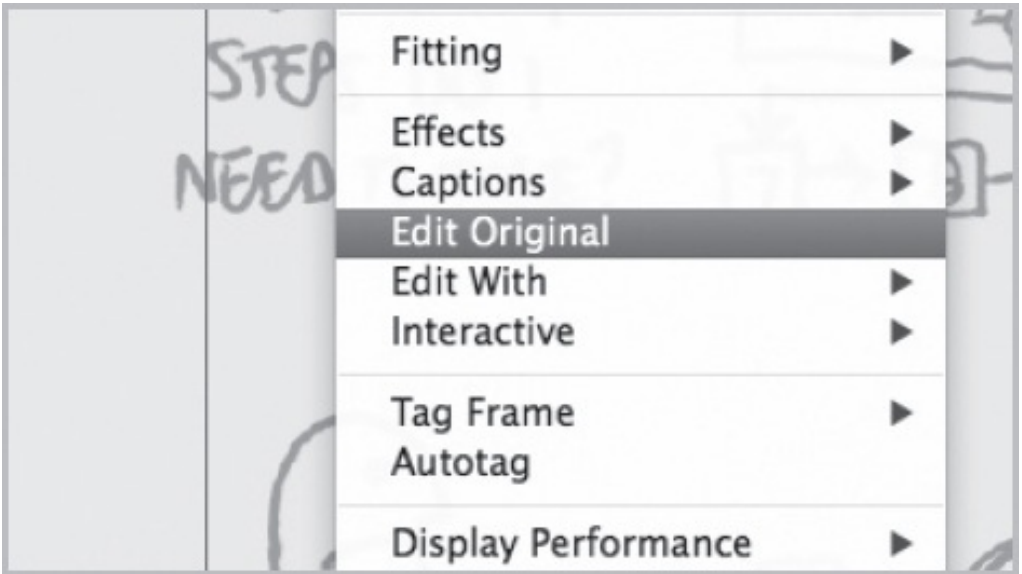 Fitting
STEP
Effects
NEED
Captions
Edit Original
Edit With
Interactive
Tag Frame
Autotag
Display Performance